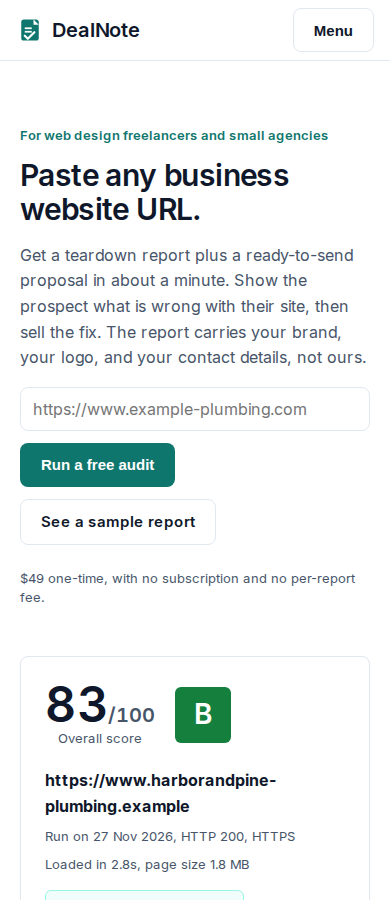 DealNote
Menu
For web design freelancers and small agencies
Paste any business
website URL.
Get a teardown report plus a ready-to-send
proposal in about a minute. Show the
prospect what is wrong with their site, then
sell the fix. The report carries your brand,
your logo, and your contact details, not ours.
https://www.example-plumbing.com
Run a free audit
See a sample report
$49 one-time, with no subscription and no per-report
fee.
83/100
B
Overall score
https://www.harborandpine-
plumbing.example
Run on 27 Nov 2026, HTTP 200, HTTPS
Loaded in 2.8s, page size 1.8 MB